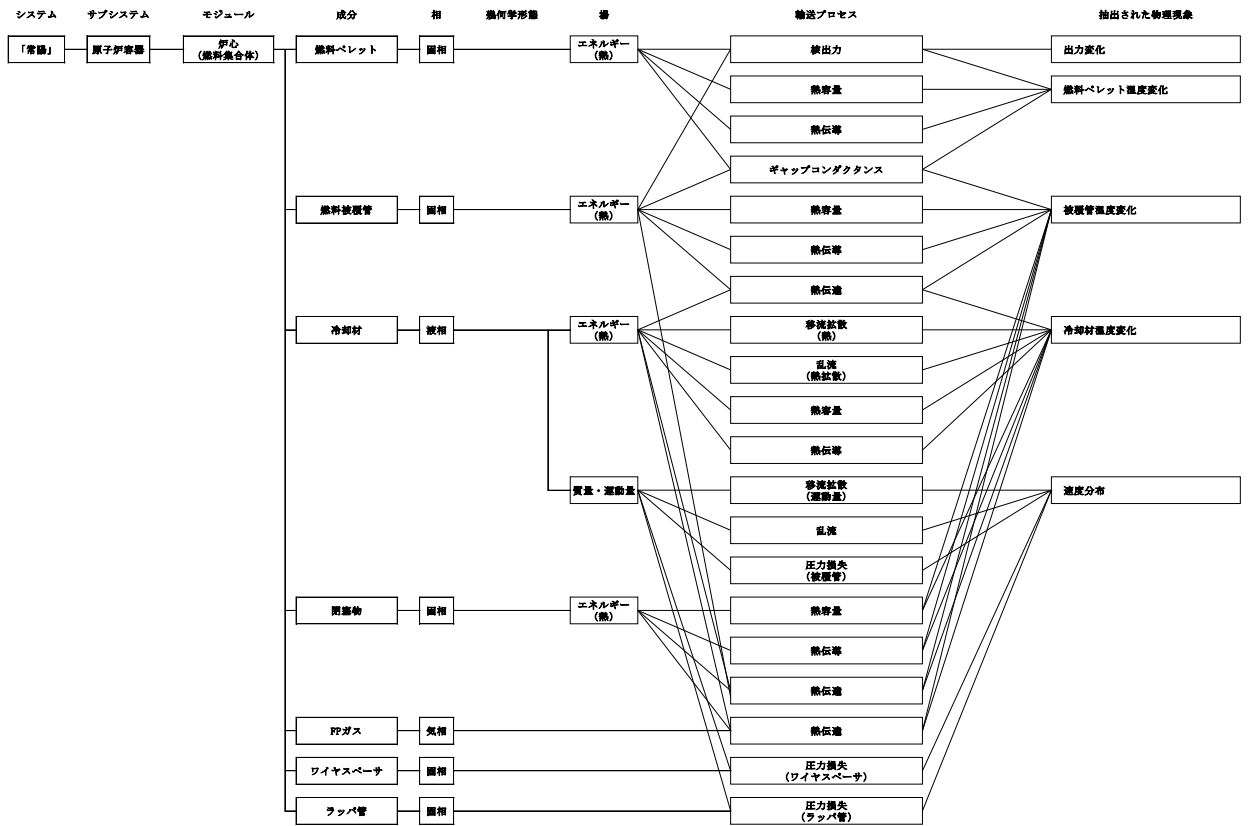 システム サブシステム モジュール 成分 相 幾何学形態 場 輸送プロセス 抽出された物理現象
「常陽」 原子炉容器 炉心
(燃料集合体)
燃料ペレット 固相 エネルギー
(熱)
核出力 出力変化
熱容量 燃料ペレット温度変化
熱伝導
ギャップコンダクタンス
燃料被覆管 固相 エネルギー
(熱)
熱容量 被覆管温度変化
熱伝導
熱伝達
冷却材 液相 エネルギー
(熱)
移流拡散
(熱)
冷却材温度変化
乱流
(熱拡散)
熱容量
熱伝導
質量・運動量 移流拡散
(運動量)
速度分布
乱流
圧力損失
(被覆管)
閉塞物 固相 エネルギー
(熱)
熱容量
熱伝導
熱伝達
FPガス 気相 熱伝達
ワイヤスペーサ 固相 圧力損失
(ワイヤスペーサ)
ラッパ管 固相 圧力損失
(ラッパ管)